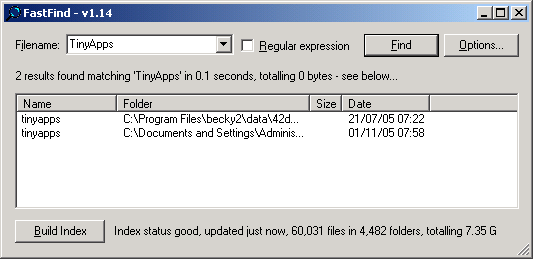 FastFind - v1.14
Filename: TinyApps Regular expression Find Options...
2 results found matching 'TinyApps' in 0.1 seconds, totalling 0 bytes - see below...
Name Folder Size Date
tinyapps C:\Program Files\becky2\data\42d... 21/07/05 07:22
tinyapps C:\Documents and Settings\Adminis... 01/11/05 07:58
Build Index Index status good, updated just now, 60,031 files in 4,482 folders, totalling 7.35 G